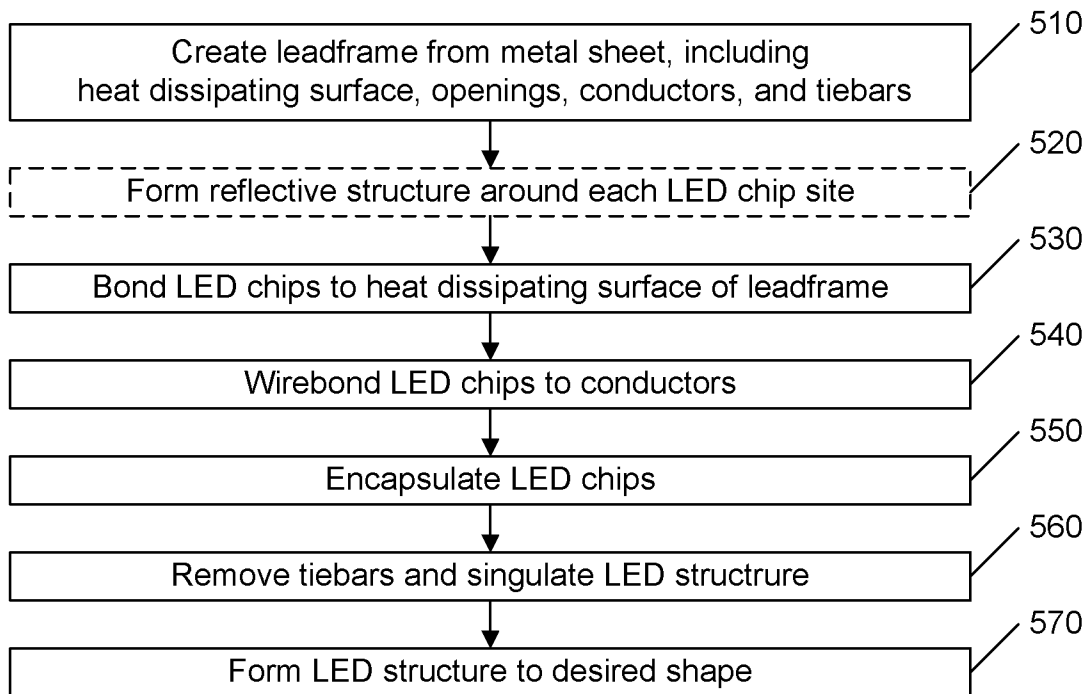 510
Create leadframe from metal sheet, including
heat dissipating surface, openings, conductors, and tiebars
520
Form reflective structure around each LED chip site
530
Bond LED chips to heat dissipating surface of leadframe
540
Wirebond LED chips to conductors
550
Encapsulate LED chips
560
Remove tiebars and singulate LED structrure
570
Form LED structure to desired shape